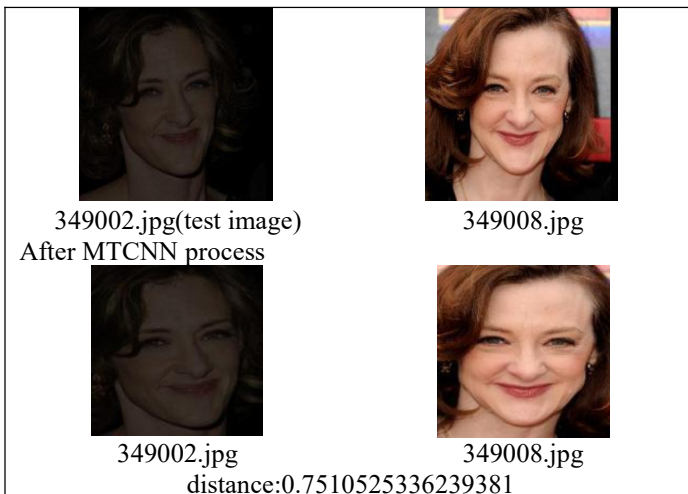 349002.jpg(test image) 349008.jpg
After MTCNN process
349002.jpg 349008.jpg
distance:0.7510525336239381